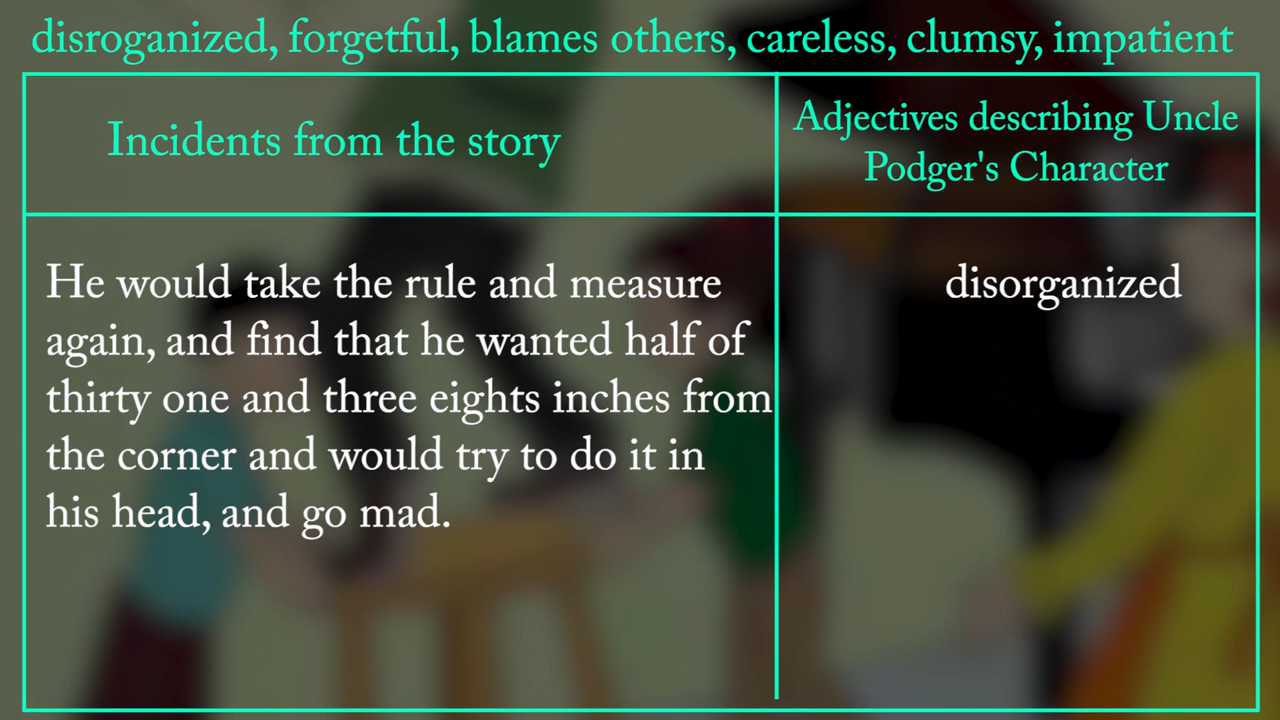 disroganized, forgetful, blames others, careless, clumsy, impatient
Incidents from the story
Adjectives describing Uncle
Podger's Character
He would take the rule and measure
again, and find that he wanted half of
thirty one and three eights inches from
the corner and would try to do it in
his head, and go mad.
disorganized